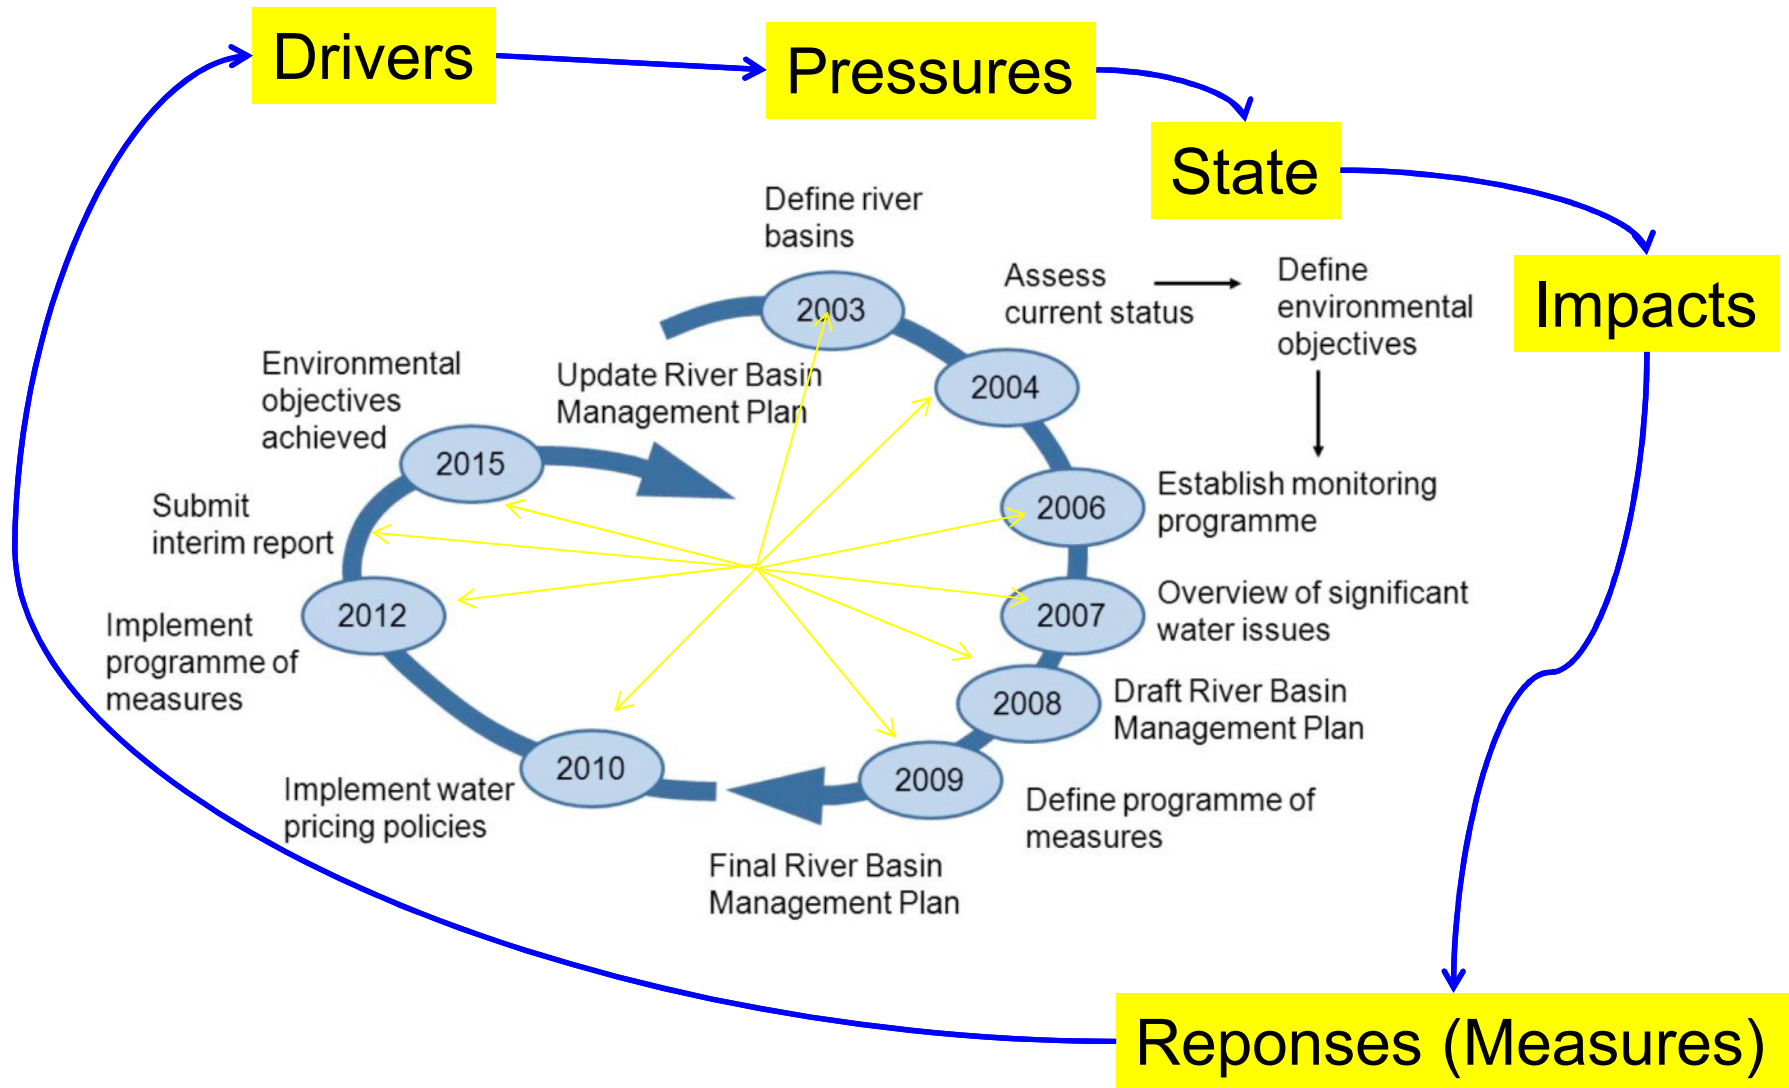 Drivers
Pressures
State
Impacts
Define river
basins
2003
Assess
current status
Define
environmental
objectives
2004
Establish monitoring
programme
2006
Overview of significant
water issues
2007
Draft River Basin
Management Plan
2008
Define programme of
measures
2009
Final River Basin
Management Plan
Implement water
pricing policies
2010
Implement
programme of
measures
2012
Submit
interim report
Environmental
objectives
achieved
2015
Update River Basin
Management Plan
Reponses (Measures)